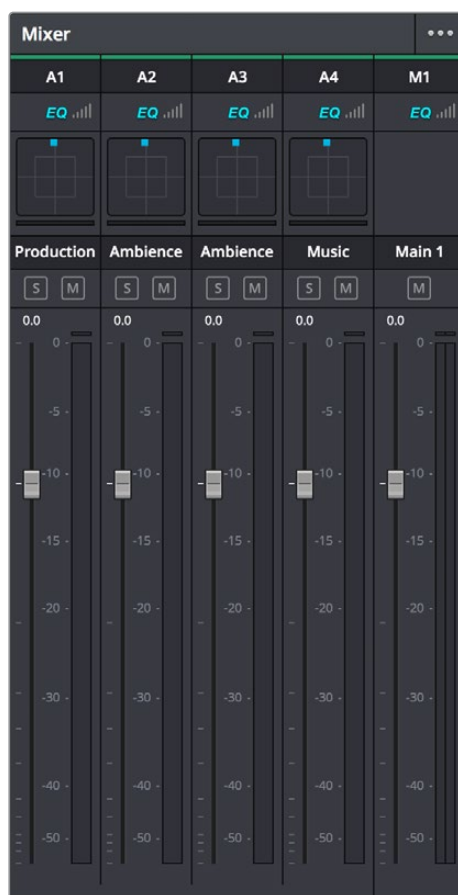 Mixer
A1 A2 A3 A4 M1
EQ EQ EQ EQ EQ
Production Ambience Ambience Music Main 1
S M S M S M S M M
0.0 0.0 0.0 0.0 0.0
0 0 0 0 0
-5 -5 -5 -5 -5
-10 -10 -10 -10 -10
-15 -15 -15 -15 -15
-20 -20 -20 -20 -20
-30 -30 -30 -30 -30
-40 -40 -40 -40 -40
-50 -50 -50 -50 -50